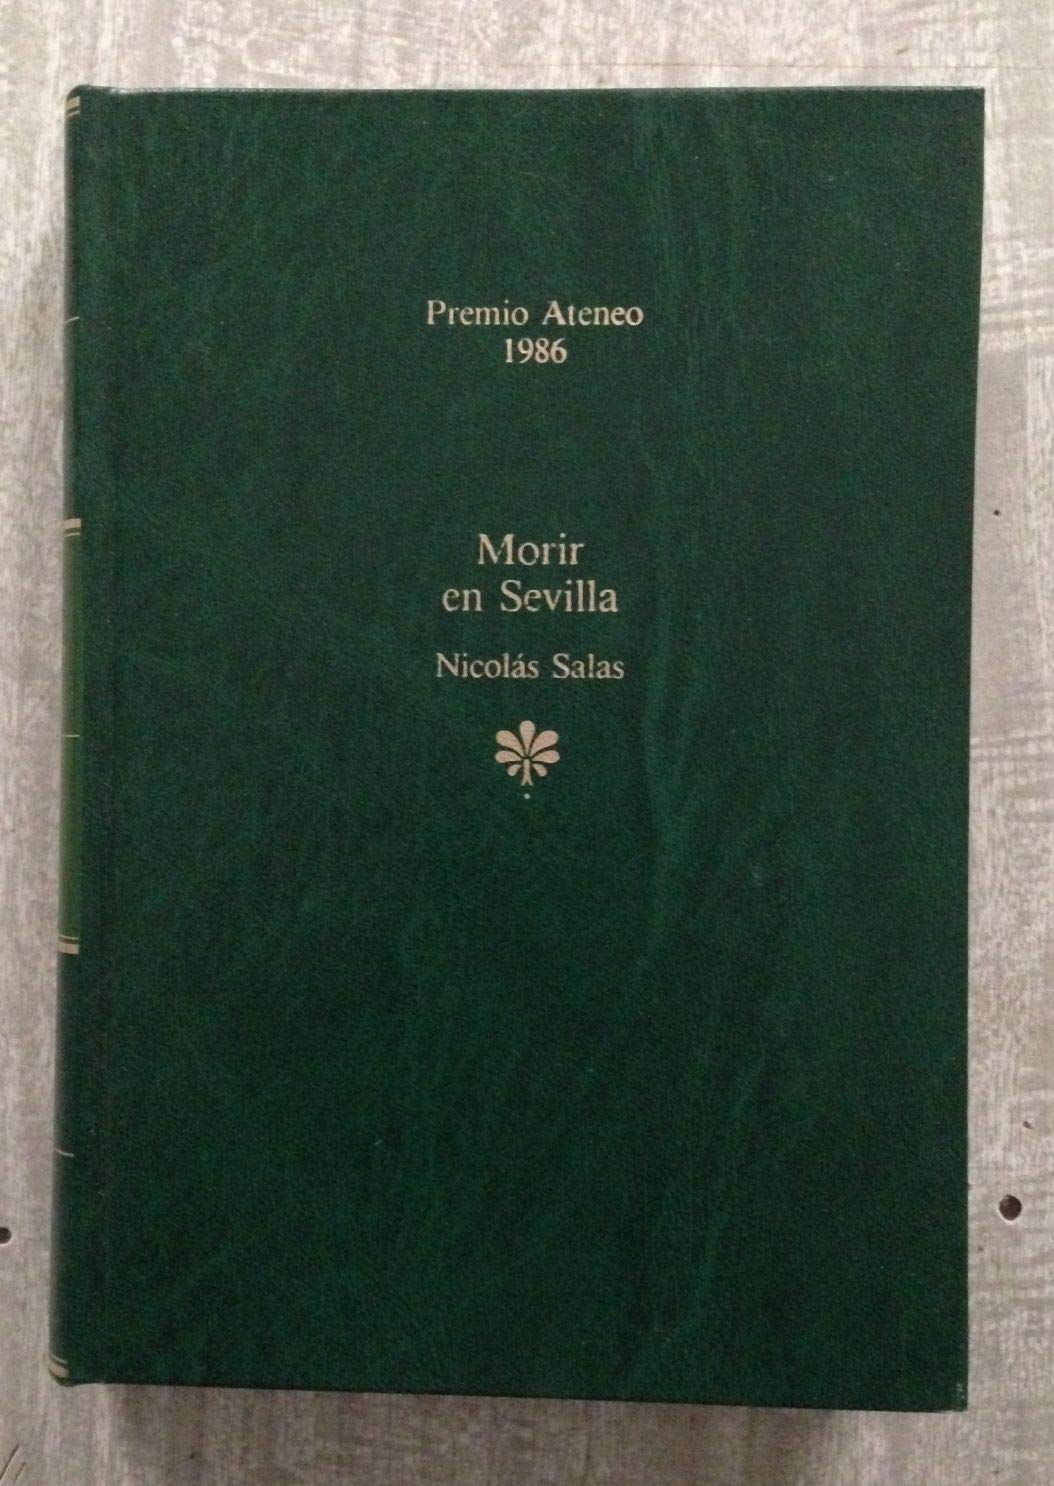 Premio Ateneo
1986
Morir
en Sevilla
Nicolás Salas